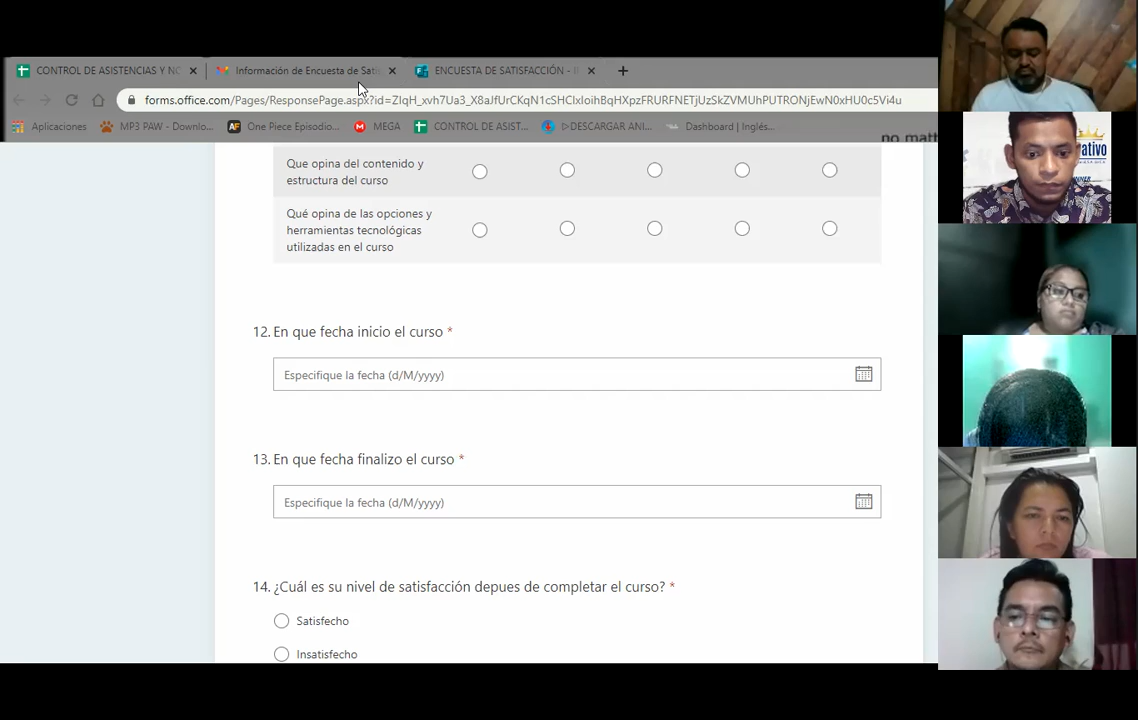 CONTROL DE ASISTENCIAS Y NO
Información de Encuesta de Satis
ENCUESTA DE SATISFACCIÓN -
forms.office.com/Pages/ResponsePage.aspx?id=ZIqH_xvh7Ua3_X8aJfUrCKqN1cSHClxIoihBqHXpzFRURFNETjUzSkZVMUhPUTRONjEwN0xHU0c5Vi4u
Aplicaciones
MP3 PAW - Downlo...
One Piece Episodio...
MEGA
CONTROL DE ASIST...
▷DESCARGAR ANI...
Dashboard | Inglés...
no matt
ativo
NNER
Que opina del contenido y
estructura del curso
Qué opina de las opciones y
herramientas tecnológicas
utilizadas en el curso
12. En que fecha inicio el curso *
Especifique la fecha (d/M/yyyy)
13. En que fecha finalizo el curso *
Especifique la fecha (d/M/yyyy)
14. ¿Cuál es su nivel de satisfacción depues de completar el curso? *
Satisfecho
Insatisfecho